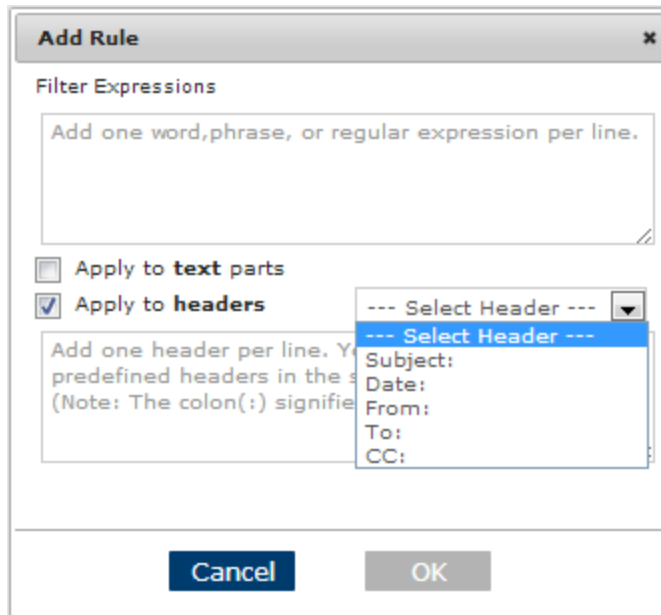 Add Rule
Filter Expressions
Add one word,phrase, or regular expression per line.
Apply to text parts
Apply to headers
--- Select Header ---
--- Select Header ---
Subject:
Date:
From:
To:
CC:
Add one header per line.
predefined headers in the
(Note: The colon(:)
Cancel
OK